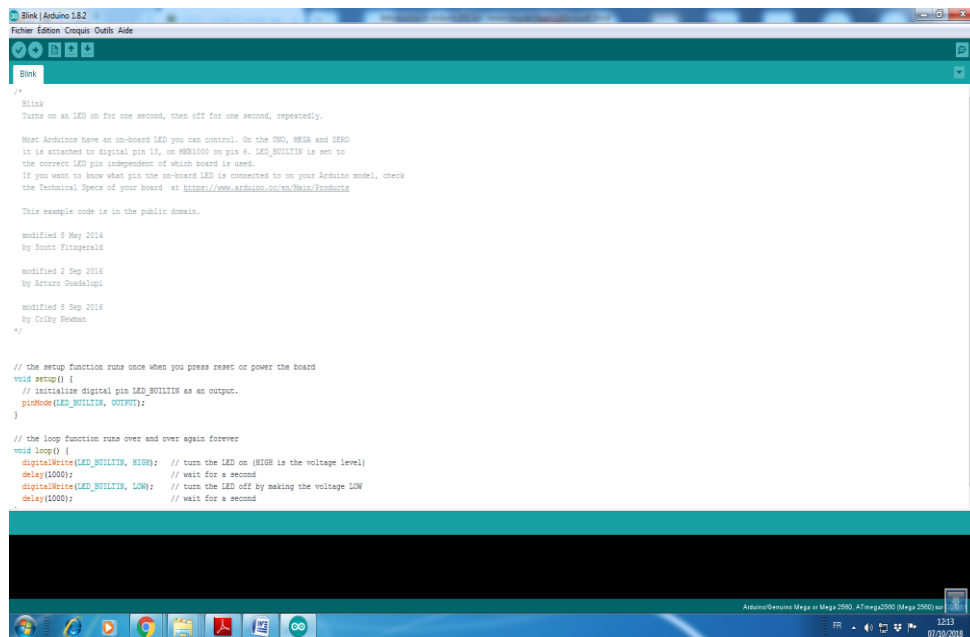 Blink | Arduino 1.8.2
Fichier Édition Croquis Outils Aide
Blink
/*
Blink
Turns on an LED on for one second, then off for one second, repeatedly.
Most Arduinos have an on-board LED you can control. On the UNO, MEGA and ZERO
it is attached to digital pin 13, on MKR1000 on pin 6. LED_BUILTIN is set to
the correct LED pin independent of which board is used.
If you want to know what pin the on-board LED is connected to on your Arduino model, check
the Technical Specs of your board at https://www.arduino.cc/en/Main/Products
This example code is in the public domain.
modified 8 May 2014
by Scott Fitzgerald
modified 2 Sep 2016
by Arturo Guadalupi
modified 8 Sep 2016
by Colby Newman
*/
// the setup function runs once when you press reset or power the board
void setup() {
// initialize digital pin LED_BUILTIN as an output.
pinMode(LED_BUILTIN, OUTPUT);
}
// the loop function runs over and over again forever
void loop() {
digitalWrite(LED_BUILTIN, HIGH); // turn the LED on (HIGH is the voltage level)
delay(1000); // wait for a second
digitalWrite(LED_BUILTIN, LOW); // turn the LED off by making the voltage LOW
delay(1000); // wait for a second
Arduino/Genuino Mega or Mega 2560, ATmega2560 (Mega 2560) sur
FR
12:13
07/10/2018